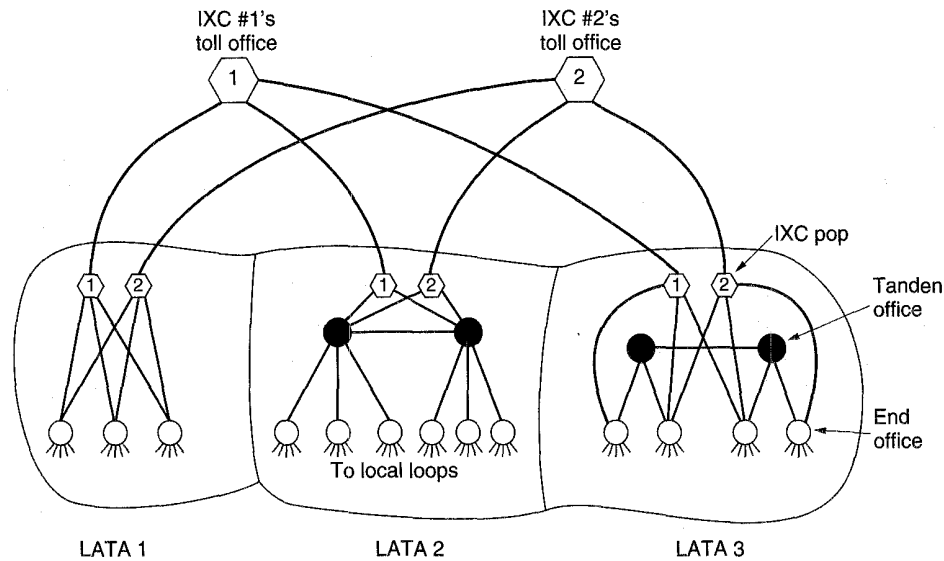 IXC #1's
toll office
IXC #2's
toll office
1
2
IXC pop
1
2
1
2
1
2
Tanden
office
End
office
To local loops
LATA 1
LATA 2
LATA 3